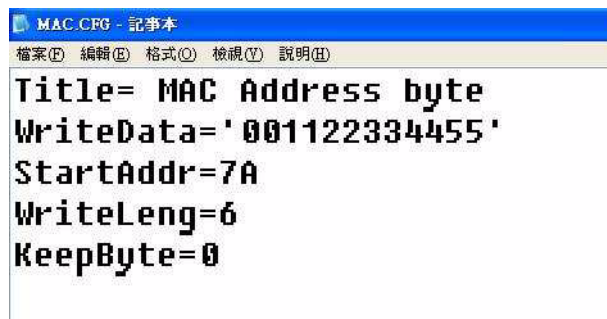 MAC.CFG - 記事本
檔案(F) 編輯(E) 格式(O) 檢視(V) 說明(H)
Title= MAC Address byte
WriteData='001122334455'
StartAddr=7A
WriteLeng=6
KeepByte=0